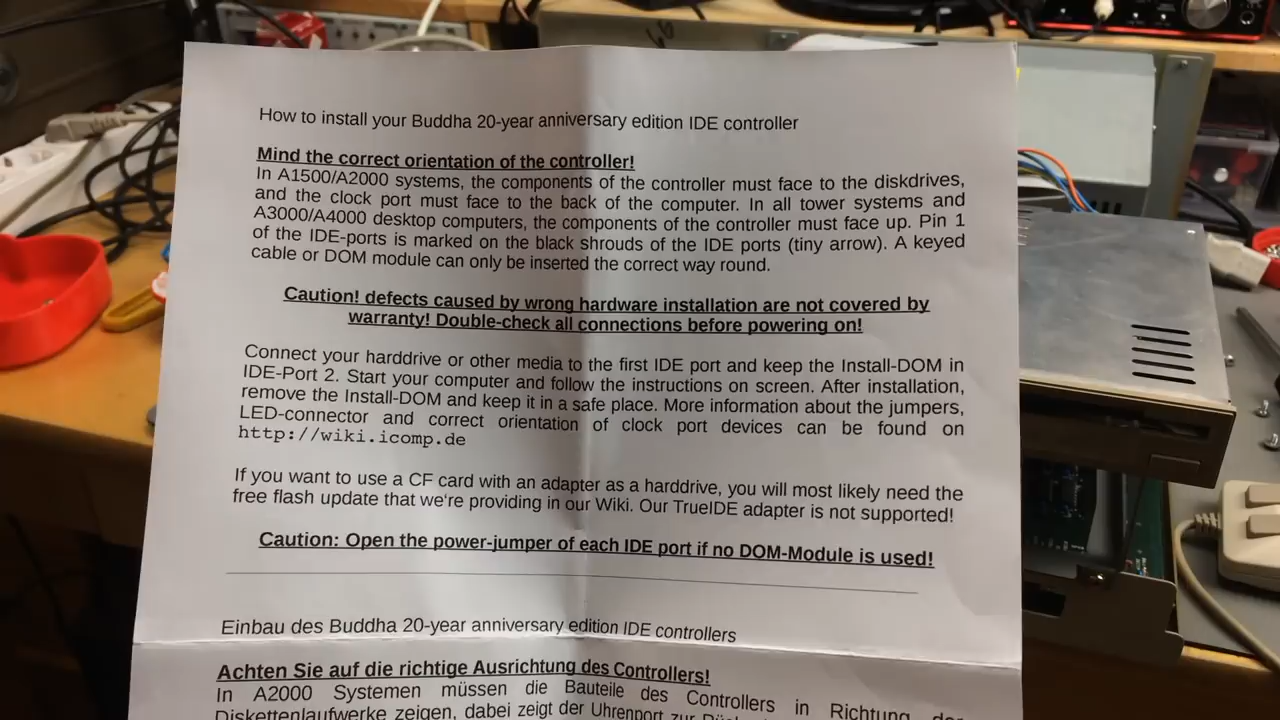 How to install your Buddha 20-year anniversary edition IDE controller
Mind the correct orientation of the controller!
In A1500/A2000 systems, the components of the controller must face to the diskdrives,
and the clock port must face to the back of the computer. In all tower systems and
A3000/A4000 desktop computers, the components of the controller must face up. Pin 1
of the IDE-ports is marked on the black shrouds of the IDE ports (tiny arrow). A keyed
cable or DOM module can only be inserted the correct way round.
Caution! defects caused by wrong hardware installation are not covered by
warranty! Double-check all connections before powering on!
Connect your harddrive or other media to the first IDE port and keep the Install-DOM in
IDE-Port 2. Start your computer and follow the instructions on screen. After installation,
remove the Install-DOM and keep it in a safe place. More information about the jumpers,
LED-connector and correct orientation of clock port devices can be found on
http://wiki.icomp.de
If you want to use a CF card with an adapter as a harddrive, you will most likely need the
free flash update that we're providing in our Wiki. Our TrueIDE adapter is not supported!
Caution: Open the power-jumper of each IDE port if no DOM-Module is used!
Einbau des Buddha 20-year anniversary edition IDE controllers
Achten Sie auf die richtige Ausrichtung des Controllers!
In A2000 Systemen müssen die Bauteile des Controllers in Richtung der
Diskettenlaufwerke zeigen, dabei zeigt der Uhrenport zur